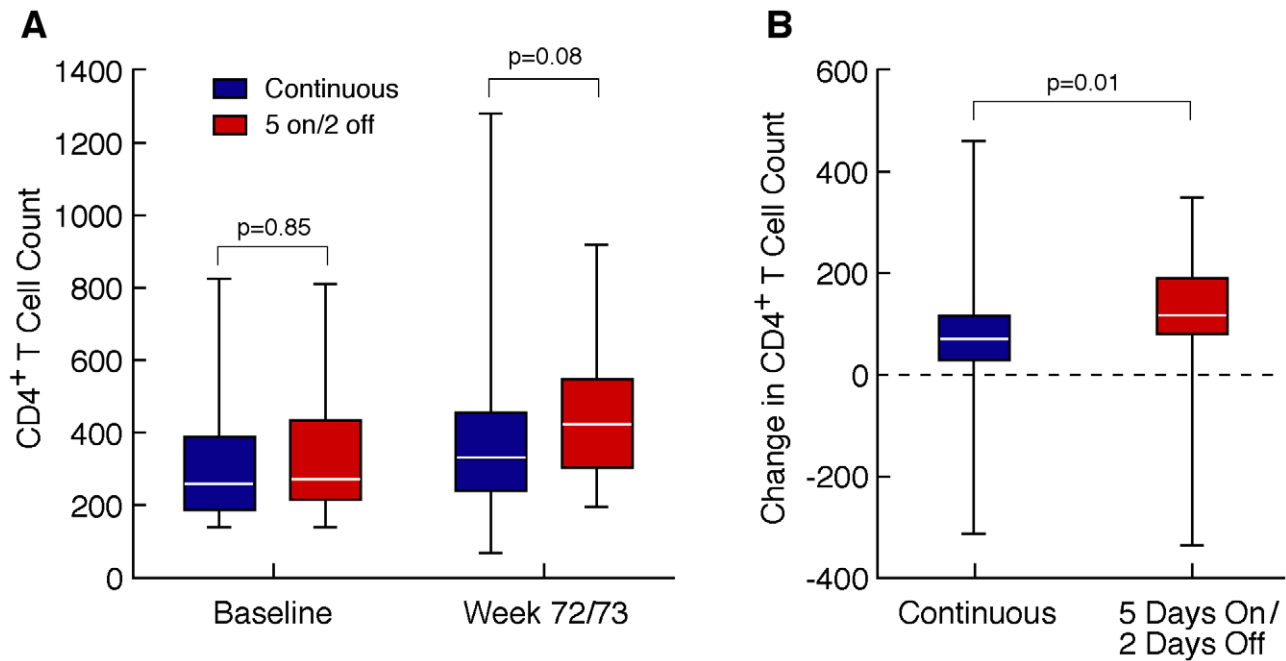 A
CD4+ T Cell Count
1400
1200
1000
800
600
400
200
0
Continuous
5 on/2 off
p=0.85
p=0.08
Baseline
Week 72/73
B
Change in CD4+ T Cell Count
600
400
200
0
-200
-400
p=0.01
Continuous
5 Days On/
2 Days Off